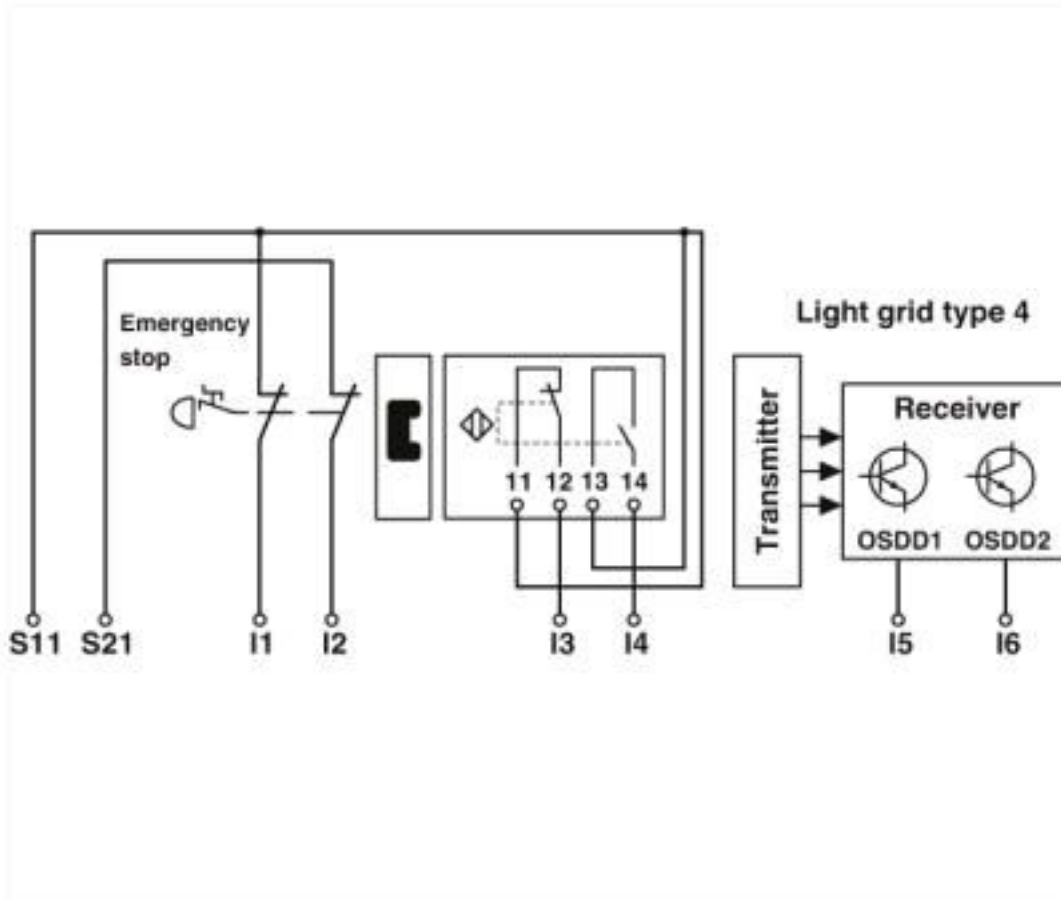 Emergency
stop
Light grid type 4
Transmitter
Receiver
11 12 13 14
OSDD1 OSDD2
S11 S21 I1 I2 I3 I4 I5 I6